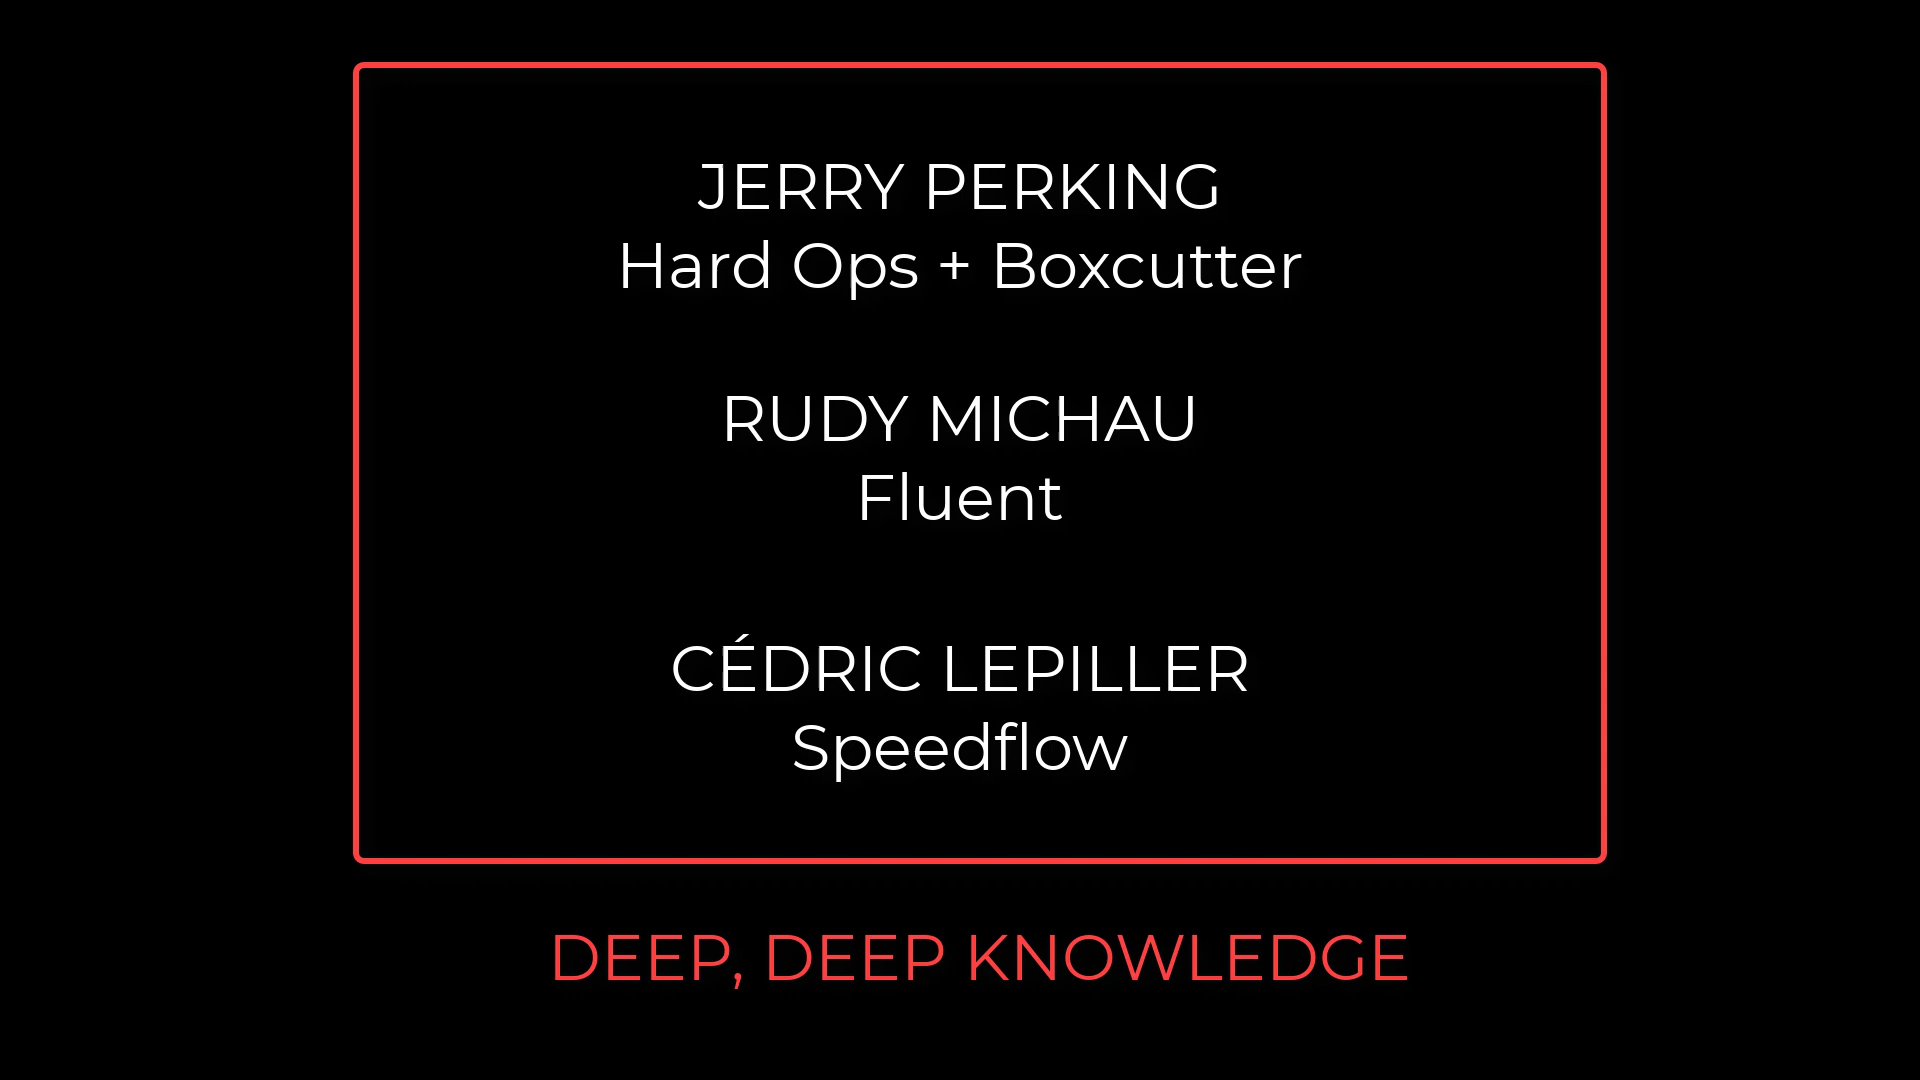 JERRY PERKING
Hard Ops + Boxcutter
RUDY MICHAU
Fluent
CÉDRIC LEPILLER
Speedflow
DEEP, DEEP KNOWLEDGE